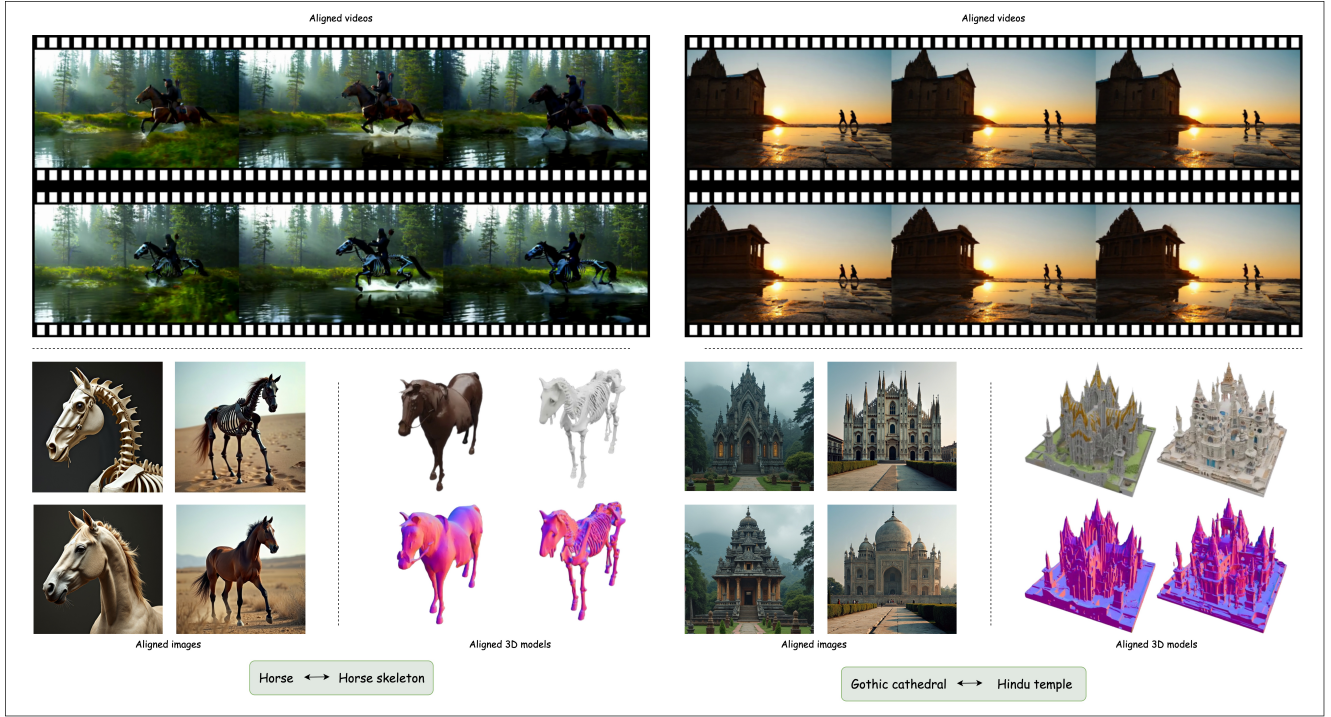 Aligned videos
Aligned videos
Aligned images
Aligned 3D models
Aligned images
Aligned 3D models
Horse ⟷ Horse skeleton
Gothic cathedral ⟷ Hindu temple